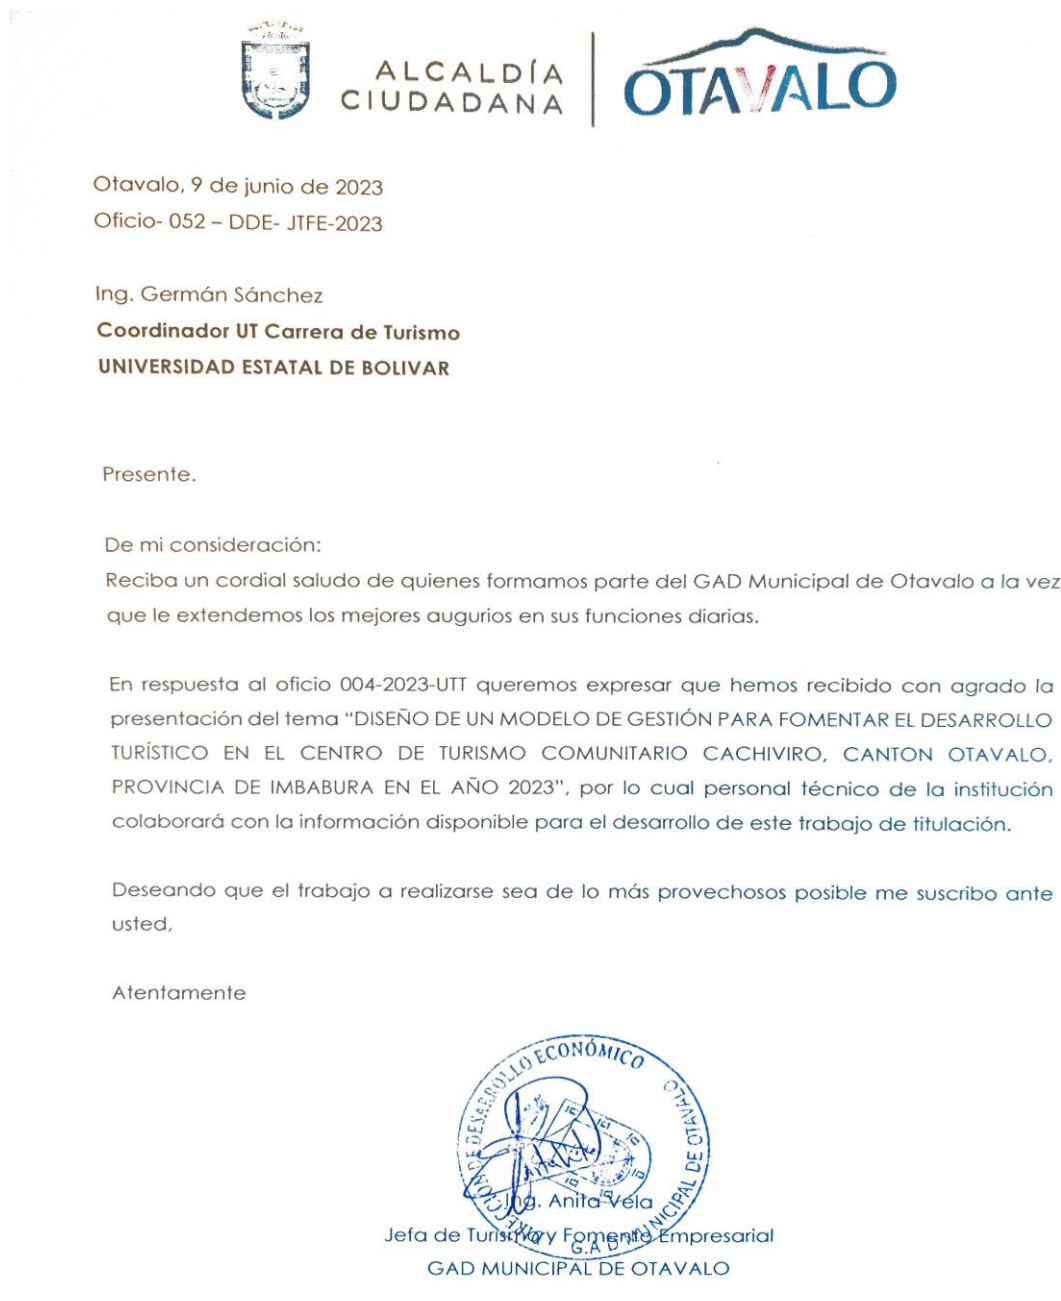 ALCALDÍA
CIUDADANA
OTAVALO
Otavalo, 9 de junio de 2023
Oficio- 052 – DDE- JTFE-2023
Ing. Germán Sánchez
Coordinador UT Carrera de Turismo
UNIVERSIDAD ESTATAL DE BOLIVAR
Presente.
De mi consideración:
Reciba un cordial saludo de quienes formamos parte del GAD Municipal de Otavalo a la vez
que le extendemos los mejores augurios en sus funciones diarias.
En respuesta al oficio 004-2023-UTT queremos expresar que hemos recibido con agrado la
presentación del tema “DISEÑO DE UN MODELO DE GESTIÓN PARA FOMENTAR EL DESARROLLO
TURÍSTICO EN EL CENTRO DE TURISMO COMUNITARIO CACHIVIRO, CANTON OTAVALO,
PROVINCIA DE IMBABURA EN EL AÑO 2023”, por lo cual personal técnico de la institución
colaborará con la información disponible para el desarrollo de este trabajo de titulación.
Deseando que el trabajo a realizarse sea de lo más provechosos posible me suscribo ante
usted,
Atentamente
DIRECCIÓN DE DESARROLLO ECONÓMICO
G.A.D MUNICIPAL DE OTAVALO
OTAVALO
Ing. Anita Vela
Jefa de Turismo y Fomento Empresarial
GAD MUNICIPAL DE OTAVALO